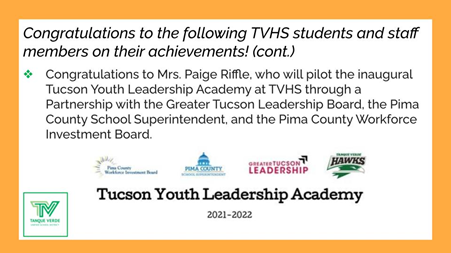 Congratulations to the following TVHS students and staff
members on their achievements! (cont.)
Congratulations to Mrs. Paige Riffle, who will pilot the inaugural
Tucson Youth Leadership Academy at TVHS through a
Partnership with the Greater Tucson Leadership Board, the Pima
County School Superintendent, and the Pima County Workforce
Investment Board.
Pima County
Workforce Investment Board
PIMA COUNTY
SCHOOL SUPERINTENDENT
GREATER TUCSON
LEADERSHIP
TANQUE VERDE
HAWKS
Tucson Youth Leadership Academy
2021-2022
TV
TANQUE VERDE